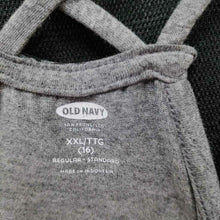 OLD NAVY
SAN FRANCISCO
CALIFORNIA
XXL/TTG
(16)
REGULAR - STANDARD
MADE IN INDONESIA